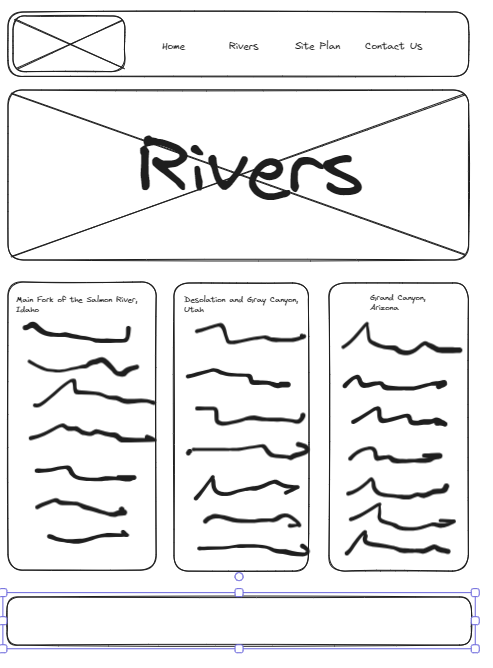 Home Rivers Site Plan Contact Us
Rivers
Main Fork of the Salmon River,
Idaho
Desolation and Gray Canyon,
Utah
Grand Canyon,
Arizona